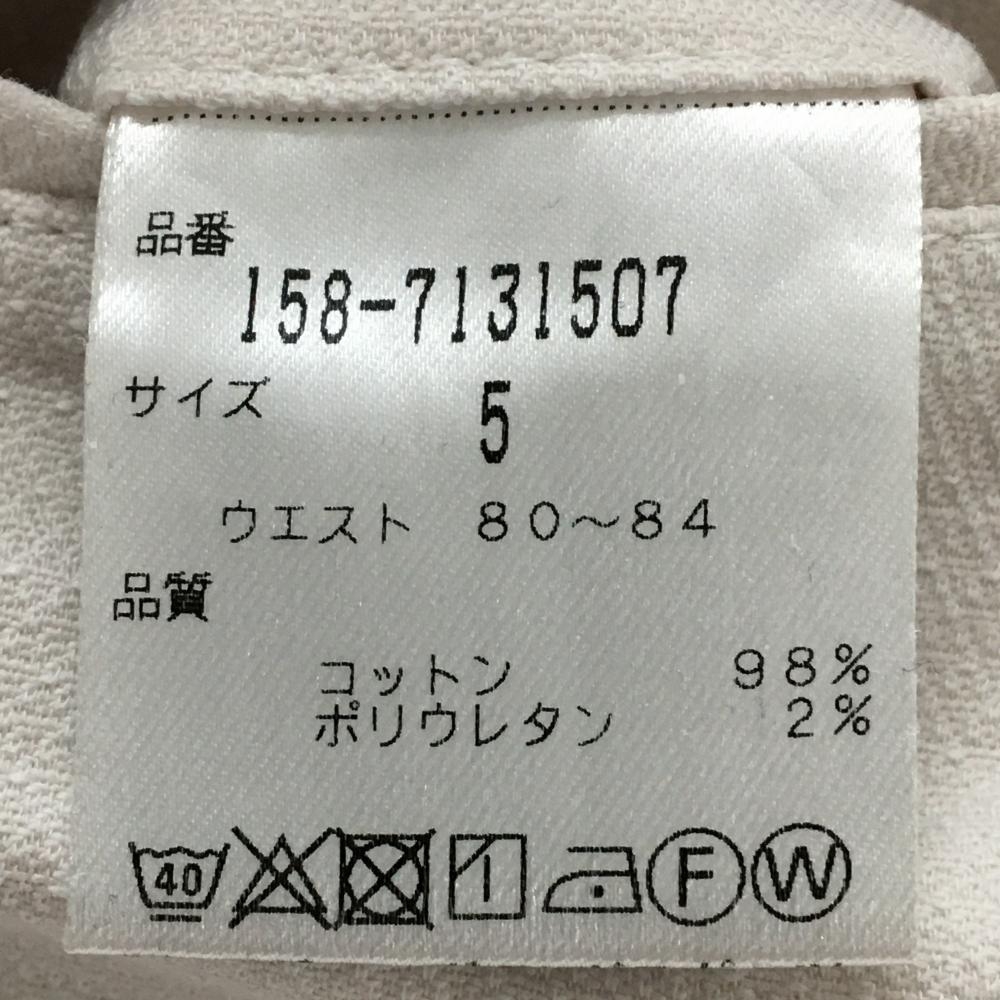 品番
158-7131507
サイズ 5
ウエスト 80～84
品質
コットン 98%
ポリウレタン 2%
40 F W